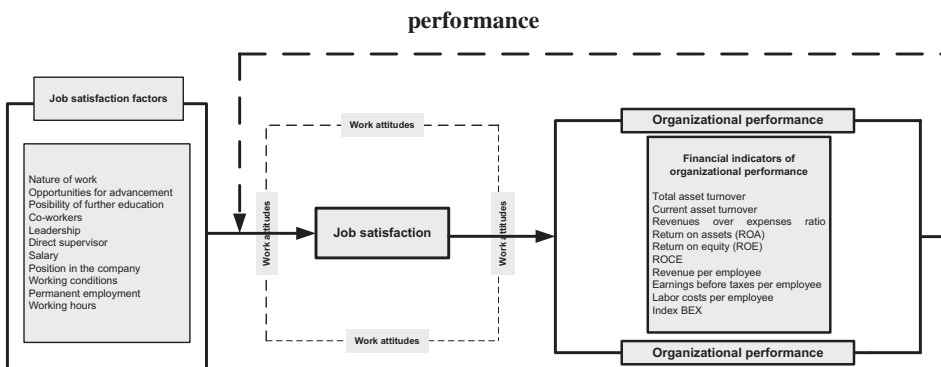 performance
Job satisfaction factors
Nature of work
Opportunities for advancement
Posibility of further education
Co-workers
Leadership
Direct supervisor
Salary
Position in the company
Working conditions
Permanent employment
Working hours
Work attitudes
Work attitudes
Job satisfaction
Work attitudes
Work attitudes
Organizational performance
Financial indicators of
organizational performance
Total asset turnover
Current asset turnover
Revenues over expenses ratio
Return on assets (ROA)
Return on equity (ROE)
ROCE
Revenue per employee
Earnings before taxes per employee
Labor costs per employee
Index BEX
Organizational performance